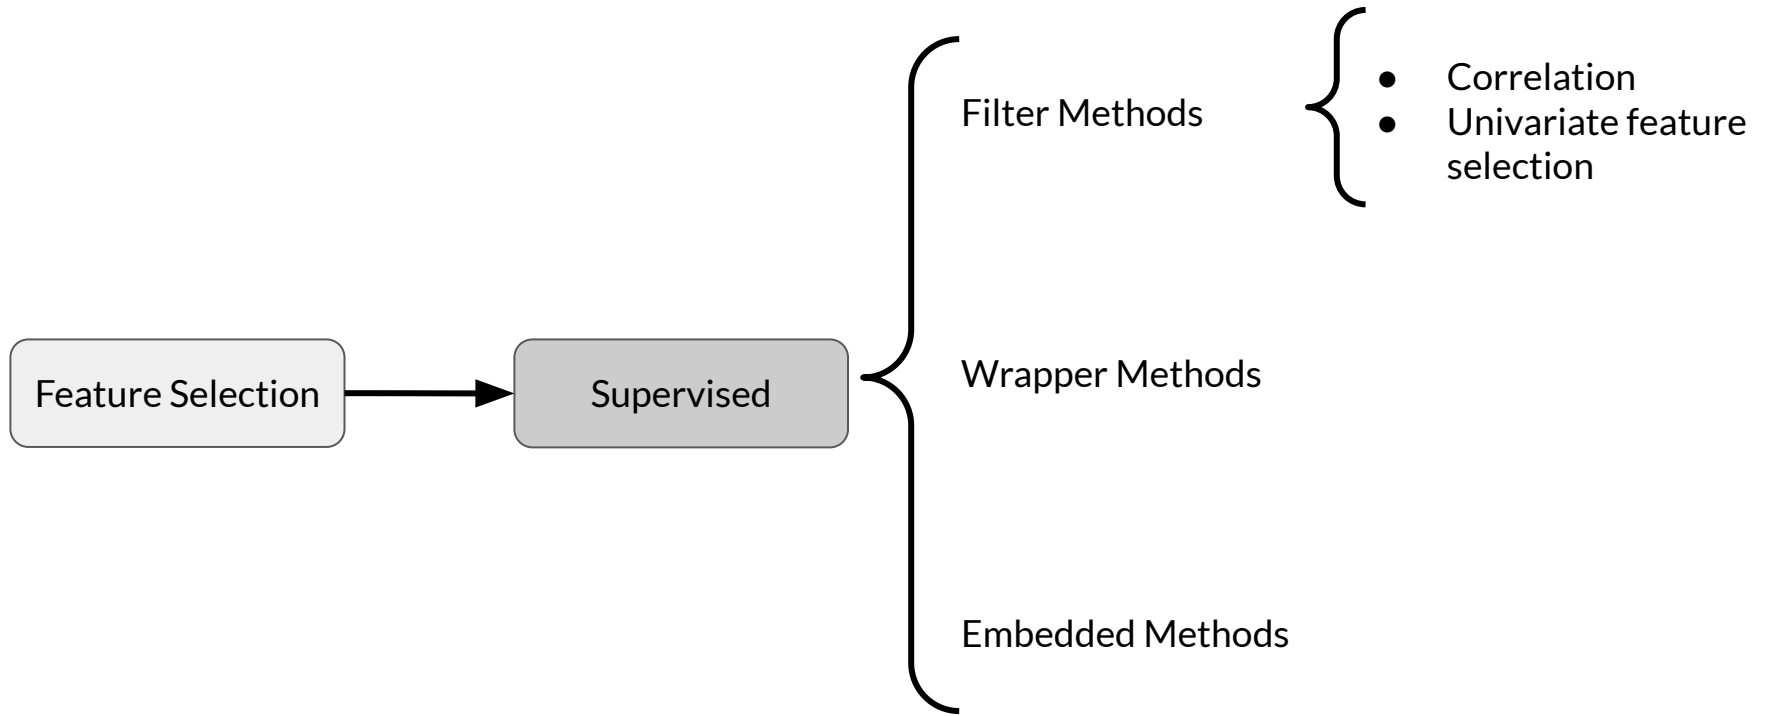 Feature Selection
Supervised
Filter Methods
● Correlation
● Univariate feature
selection
Wrapper Methods
Embedded Methods